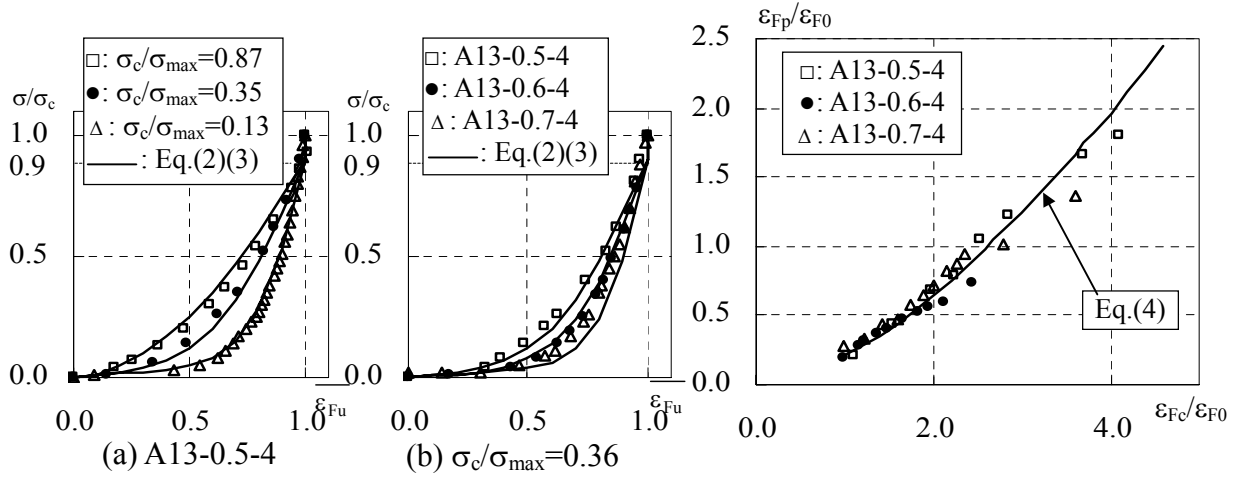 σ/σc
□: σc/σmax=0.87
●: σc/σmax=0.35
△: σc/σmax=0.13
—: Eq.(2)(3)
1.0
0.9
0.5
0.0
0.0
0.5
1.0
εFu
(a) A13-0.5-4
σ/σc
□: A13-0.5-4
●: A13-0.6-4
△: A13-0.7-4
—: Eq.(2)(3)
1.0
0.9
0.5
0.0
0.0
0.5
1.0
εFu
(b) σc/σmax=0.36
εFp/εF0
2.5
2.0
1.5
1.0
0.5
0.0
□: A13-0.5-4
●: A13-0.6-4
△: A13-0.7-4
Eq.(4)
0.0
2.0
4.0
εFc/εF0